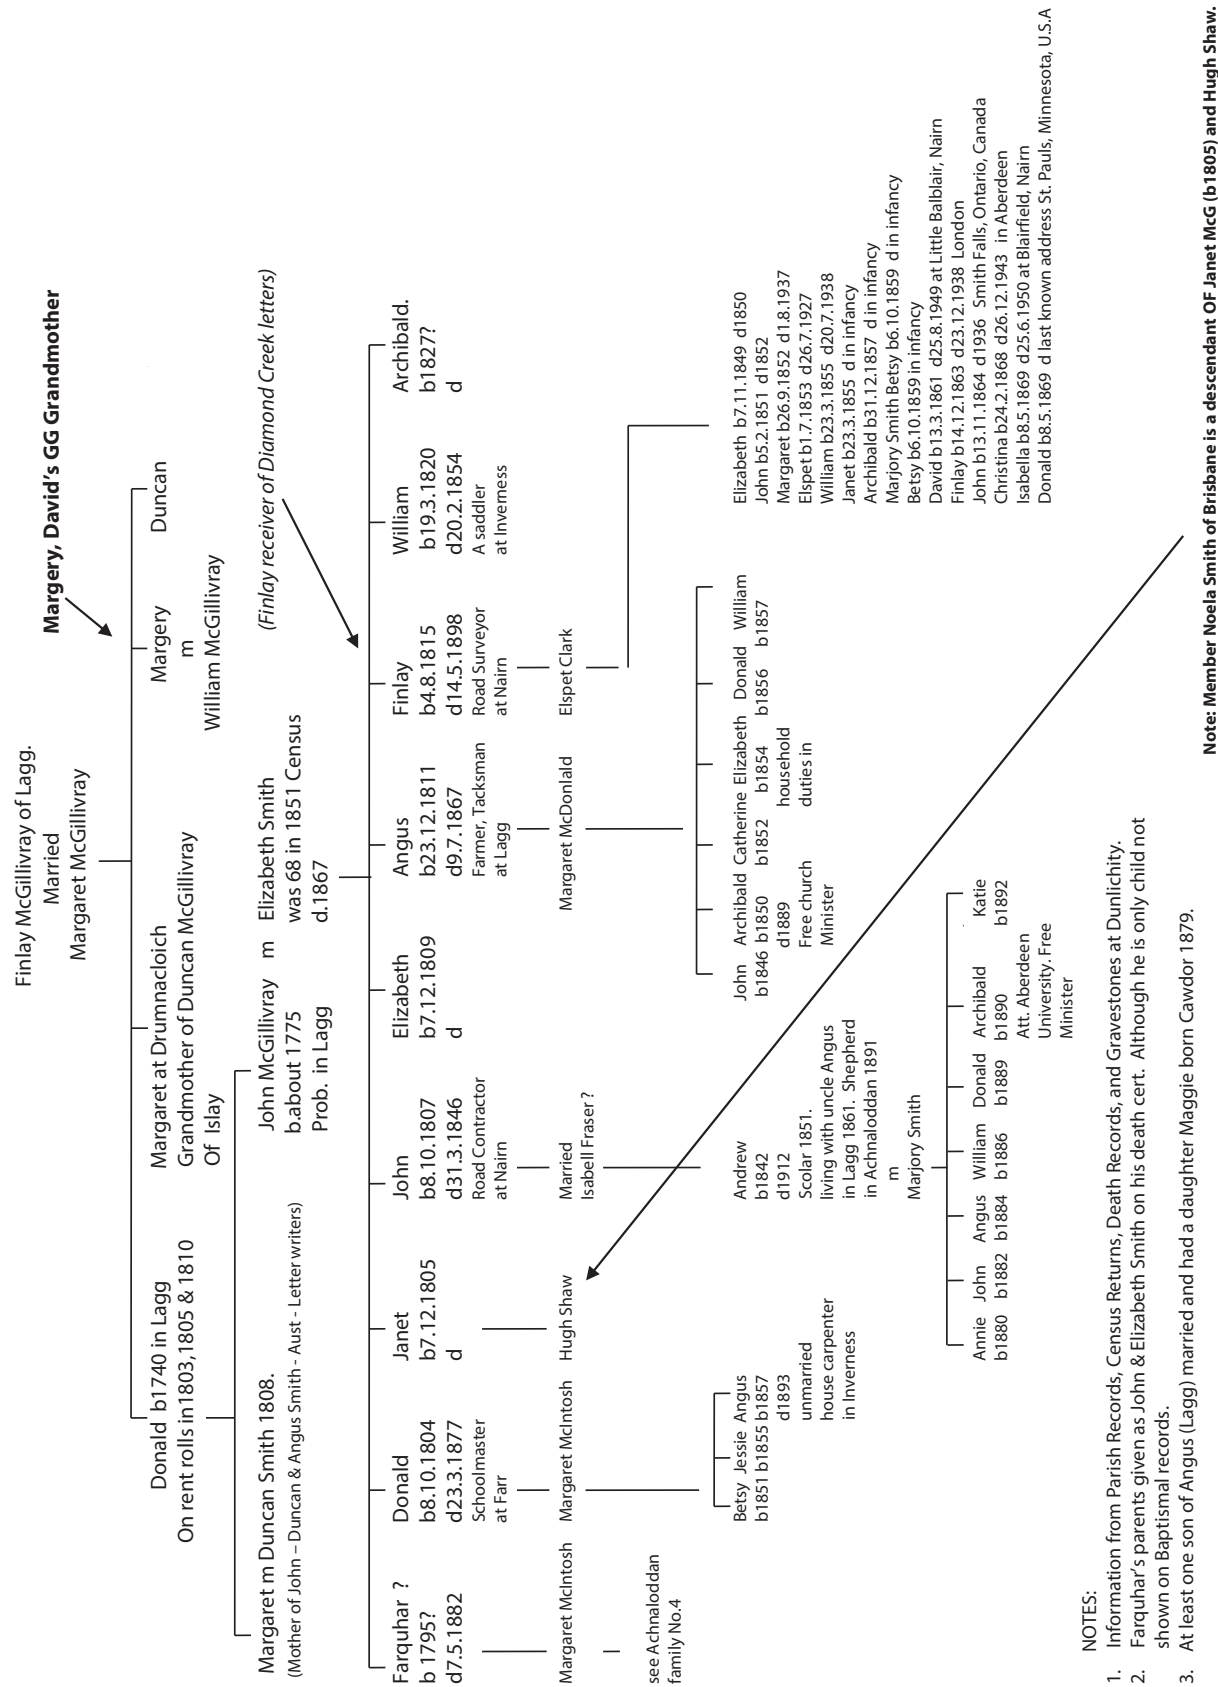 Finlay McGillivray of Lagg.
Married
Margaret McGillivray
Margery, David's GG Grandmother
Donald b1740 in Lagg
On rent rolls in1803,1805 & 1810
Margaret at Drumnacloich
Grandmother of Duncan McGillivray
Of Islay
Margery
m
William McGillivray
Duncan
Margaret m Duncan Smith 1808.
(Mother of John – Duncan & Angus Smith - Aust - Letter writers)
John McGillivray m Elizabeth Smith
b.about 1775
Prob. in Lagg
was 68 in 1851 Census
d.1867
(Finlay receiver of Diamond Creek letters)
Farquhar ?
b 1795?
d7.5.1882
Margaret McIntosh
see Achnaloddan
family No.4
Donald
b8.10.1804
d23.3.1877
Schoolmaster
at Farr
Margaret McIntosh
Betsy Jessie Angus
b1851 b1855 b1857
d1893
unmarried
house carpenter
in Inverness
Janet
b7.12.1805
d
Hugh Shaw
John
b8.10.1807
d31.3.1846
Road Contractor
at Nairn
Married
Isabell Fraser ?
Andrew
b1842
d1912
Scolar 1851.
living with uncle Angus
in Lagg 1861. Shepherd
in Achnaloddan 1891
m
Marjory Smith
Annie John Angus William Donald Archibald Katie
b1880 b1882 b1884 b1886 b1889 b1890 b1892
Att. Aberdeen
University. Free
Minister
Elizabeth
b7.12.1809
d
Angus
b23.12.1811
d9.7.1867
Farmer, Tacksman
at Lagg
Margaret McDonlald
John Archibald Catherine Elizabeth Donald William
b1846 b1850 b1852 b1854 b1856 b1857
d1889
Free church
Minister
household
duties in
Finlay
b4.8.1815
d14.5.1898
Road Surveyor
at Nairn
Elspet Clark
William
b19.3.1820
d20.2.1854
A saddler
at Inverness
Archibald.
b1827?
d
Elizabeth b7.11.1849 d1850
John b5.2.1851 d1852
Margaret b26.9.1852 d1.8.1937
Elspet b1.7.1853 d26.7.1927
William b23.3.1855 d20.7.1938
Janet b23.3.1855 d in infancy
Archibald b31.12.1857 d in infancy
Marjory Smith Betsy b6.10.1859 d in infancy
Betsy b6.10.1859 in infancy
David b13.3.1861 d25.8.1949 at Little Balblair, Nairn
Finlay b14.12.1863 d23.12.1938 London
John b13.11.1864 d1936 Smith Falls, Ontario, Canada
Christina b24.2.1868 d26.12.1943 in Aberdeen
Isabella b8.5.1869 d25.6.1950 at Blairfield, Nairn
Donald b8.5.1869 d last known address St. Pauls, Minnesota, U.S.A
NOTES:
1. Information from Parish Records, Census Returns, Death Records, and Gravestones at Dunlichity.
2. Farquhar's parents given as John & Elizabeth Smith on his death cert. Although he is only child not
shown on Baptismal records.
3. At least one son of Angus (Lagg) married and had a daughter Maggie born Cawdor 1879.
Note: Member Noela Smith of Brisbane is a descendant OF Janet McG (b1805) and Hugh Shaw.